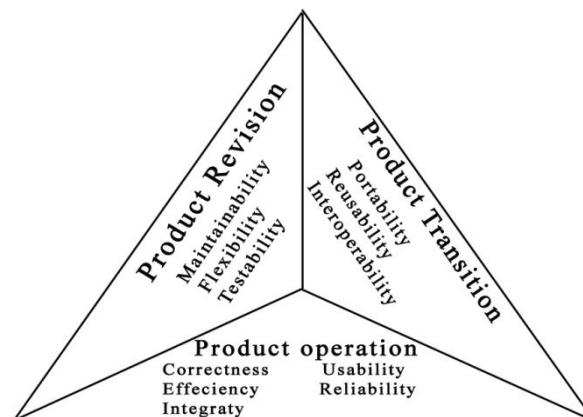 Product Revision
Maintainability
Flexibility
Testability
Product Transition
Portability
Reusability
Interoperability
Product operation
Correctness
Effeciency
Integraty
Usability
Reliability